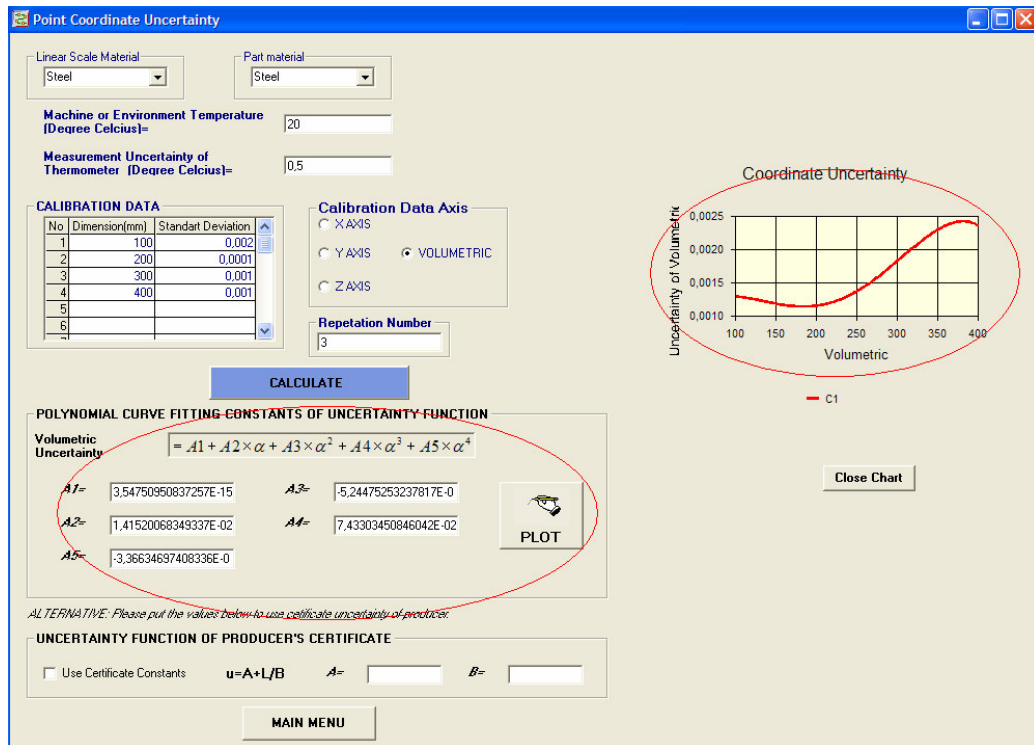 Point Coordinate Uncertainty
Linear Scale Material
Steel
Part material
Steel
Machine or Environment Temperature
(Degree Celcius)=
20
Measurement Uncertainty of
Thermometer (Degree Celcius)=
0,5
CALIBRATION DATA
No Dimension(mm) Standart Deviation
1 100 0,002
2 200 0,0001
3 300 0,001
4 400 0,001
5
6
Calibration Data Axis
X AXIS
Y AXIS
VOLUMETRIC
Z AXIS
Repetation Number
3
CALCULATE
Coordinate Uncertainty
Uncertainty of Volumetric
0,0025
0,0020
0,0015
0,0010
100 150 200 250 300 350 400
Volumetric
C1
Close Chart
POLYNOMIAL CURVE FITTING CONSTANTS OF UNCERTAINTY FUNCTION
Volumetric
Uncertainty
= A1 + A2 × α + A3 × α² + A4 × α³ + A5 × α⁴
A1= 3,54750950837257E-15
A3= -5,24475253237817E-0
A2= 1,41520068349337E-02
A4= 7,43303450846042E-02
A5= -3,36634697408336E-0
PLOT
ALTERNATIVE: Please put the values below to use cetificate uncertainty of producer.
UNCERTAINTY FUNCTION OF PRODUCER'S CERTIFICATE
Use Certificate Constants u=A+L/B A= B=
MAIN MENU